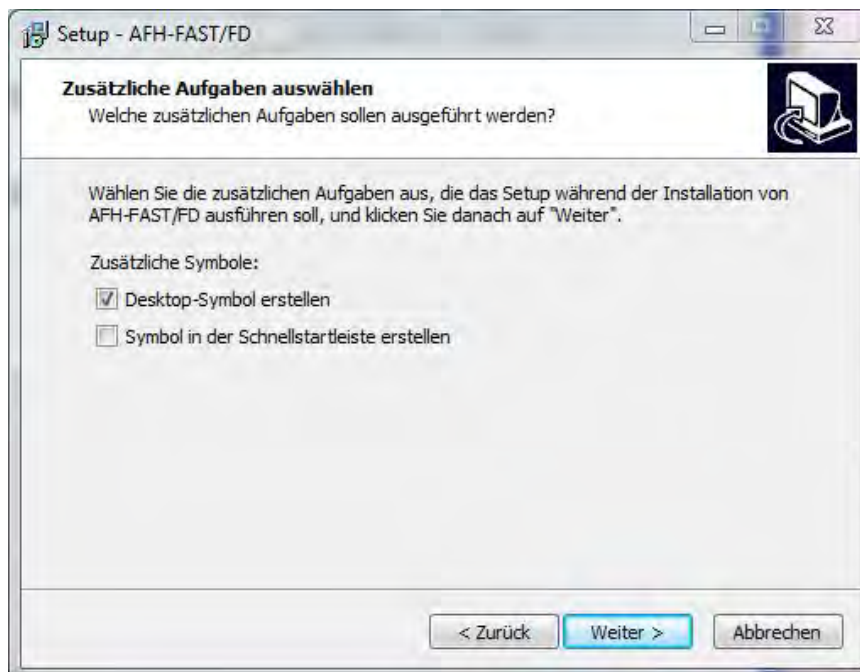 Setup - AFH-FAST/FD
Zusätzliche Aufgaben auswählen
Welche zusätzlichen Aufgaben sollen ausgeführt werden?
Wählen Sie die zusätzlichen Aufgaben aus, die das Setup während der Installation von
AFH-FAST/FD ausführen soll, und klicken Sie danach auf "Weiter".
Zusätzliche Symbole:
Desktop-Symbol erstellen
Symbol in der Schnellstartleiste erstellen
< Zurück Weiter > Abbrechen